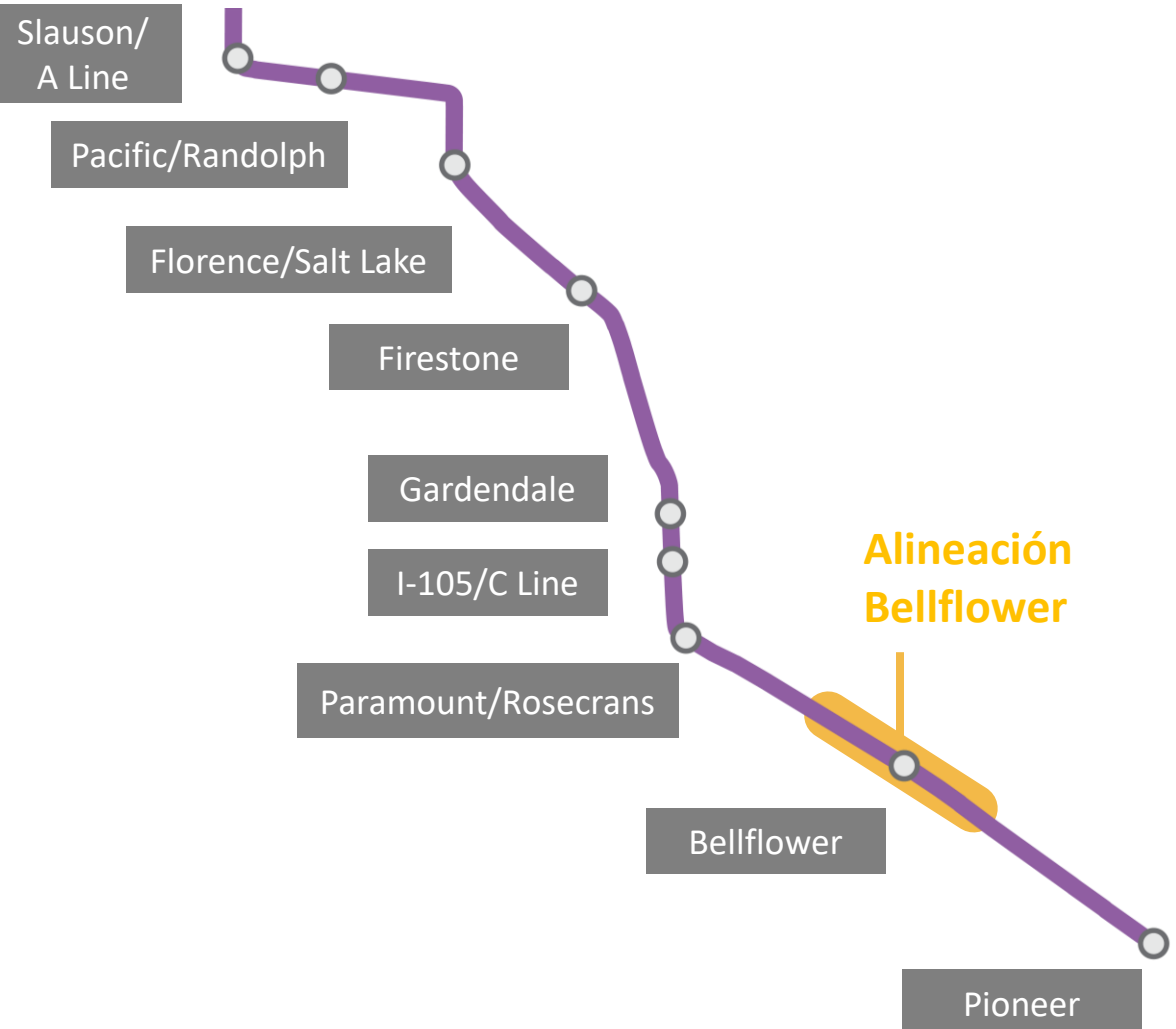 Slauson/
A Line
Pacific/Randolph
Florence/Salt Lake
Firestone
Gardendale
I-105/C Line
Alineación
Bellflower
Paramount/Rosecrans
Bellflower
Pioneer